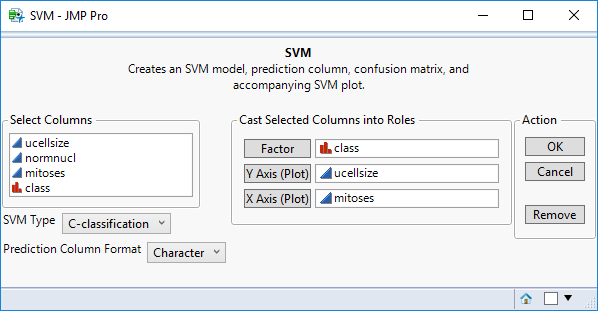 SVM - JMP Pro
SVM
Creates an SVM model, prediction column, confusion matrix, and
accompanying SVM plot.
Select Columns
ucellsize
normnucl
mitoses
class
SVM Type C-classification
Prediction Column Format Character
Cast Selected Columns into Roles
Factor class
Y Axis (Plot) ucellsize
X Axis (Plot) mitoses
Action
OK
Cancel
Remove